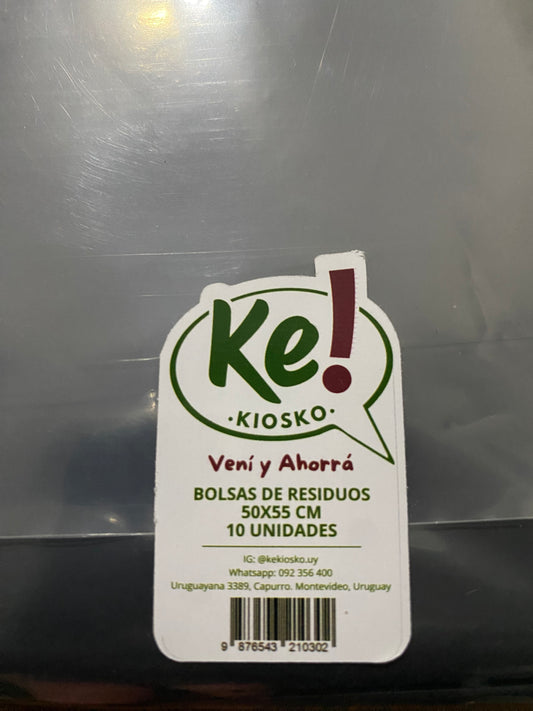 Ke!
·KIOSKO·
Vení y Ahorrá
BOLSAS DE RESIDUOS
50X55 CM
10 UNIDADES
IG: @kekiosko.uy
Whatsapp: 092 356 400
Uruguayana 3389, Capurro. Montevideo, Uruguay
9 876543 210302